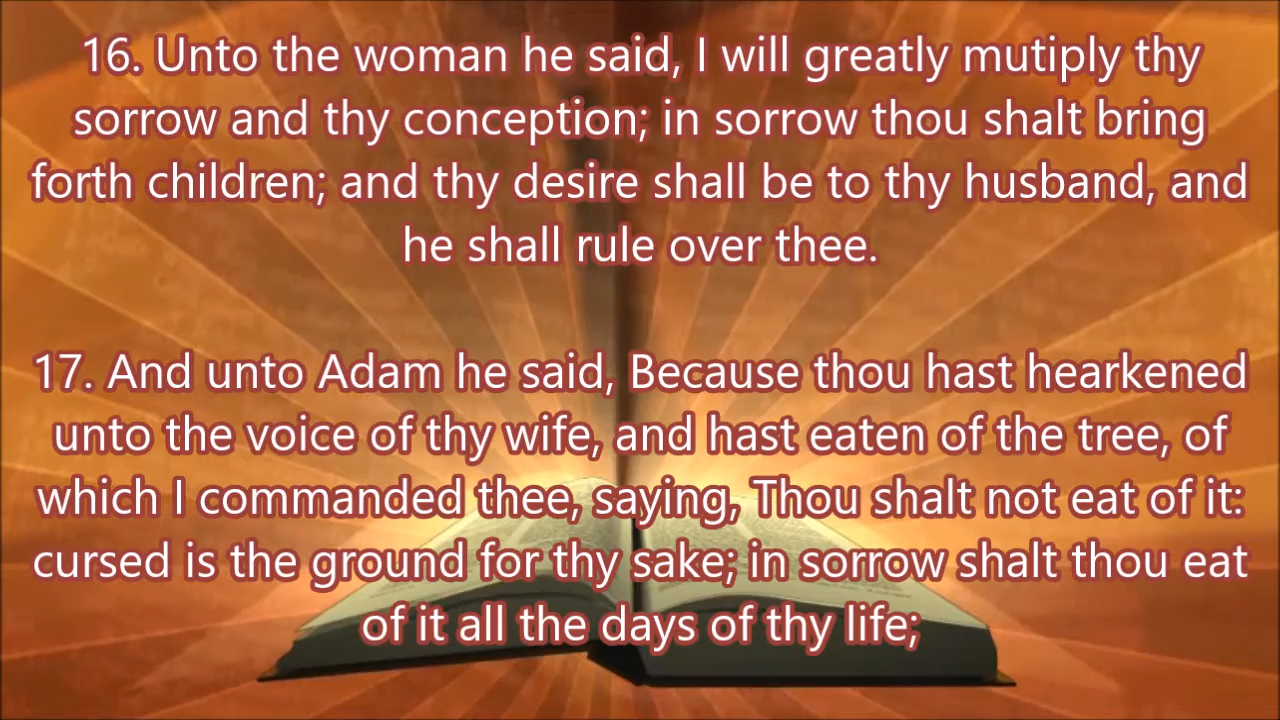 16. Unto the woman he said, I will greatly mutiply thy
sorrow and thy conception; in sorrow thou shalt bring
forth children; and thy desire shall be to thy husband, and
he shall rule over thee.
17. And unto Adam he said, Because thou hast hearkened
unto the voice of thy wife, and hast eaten of the tree, of
which I commanded thee, saying, Thou shalt not eat of it:
cursed is the ground for thy sake; in sorrow shalt thou eat
of it all the days of thy life;